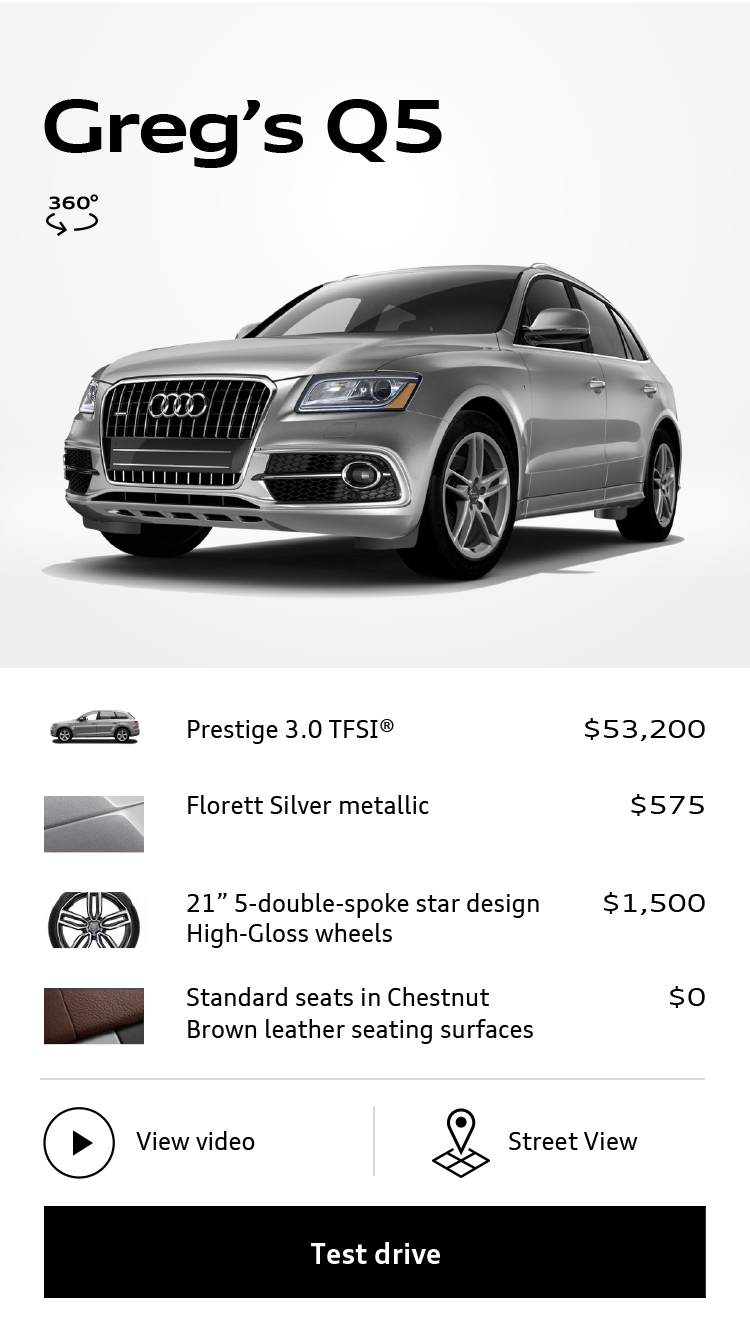 Greg’s Q5
360°
Prestige 3.0 TFSI® $53,200
Florett Silver metallic $575
21” 5-double-spoke star design $1,500
High-Gloss wheels
Standard seats in Chestnut $0
Brown leather seating surfaces
View video
Street View
Test drive